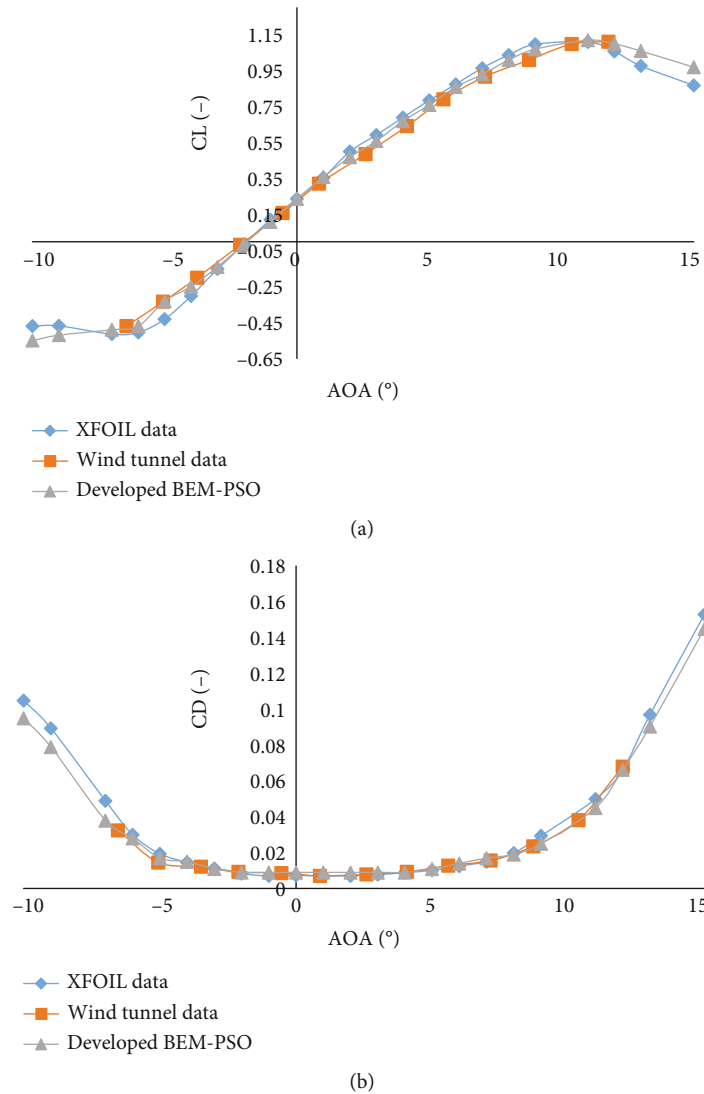 1.15
0.95
0.75
0.55
0.35
0.15
−0.05
−0.25
−0.45
−0.65
CL (–)
−10
−5
0
5
10
15
AOA (°)
XFOIL data
Wind tunnel data
Developed BEM-PSO
(a)
0.18
0.16
0.14
0.12
0.1
0.08
0.06
0.04
0.02
0
CD (–)
−10
−5
0
5
10
15
AOA (°)
XFOIL data
Wind tunnel data
Developed BEM-PSO
(b)